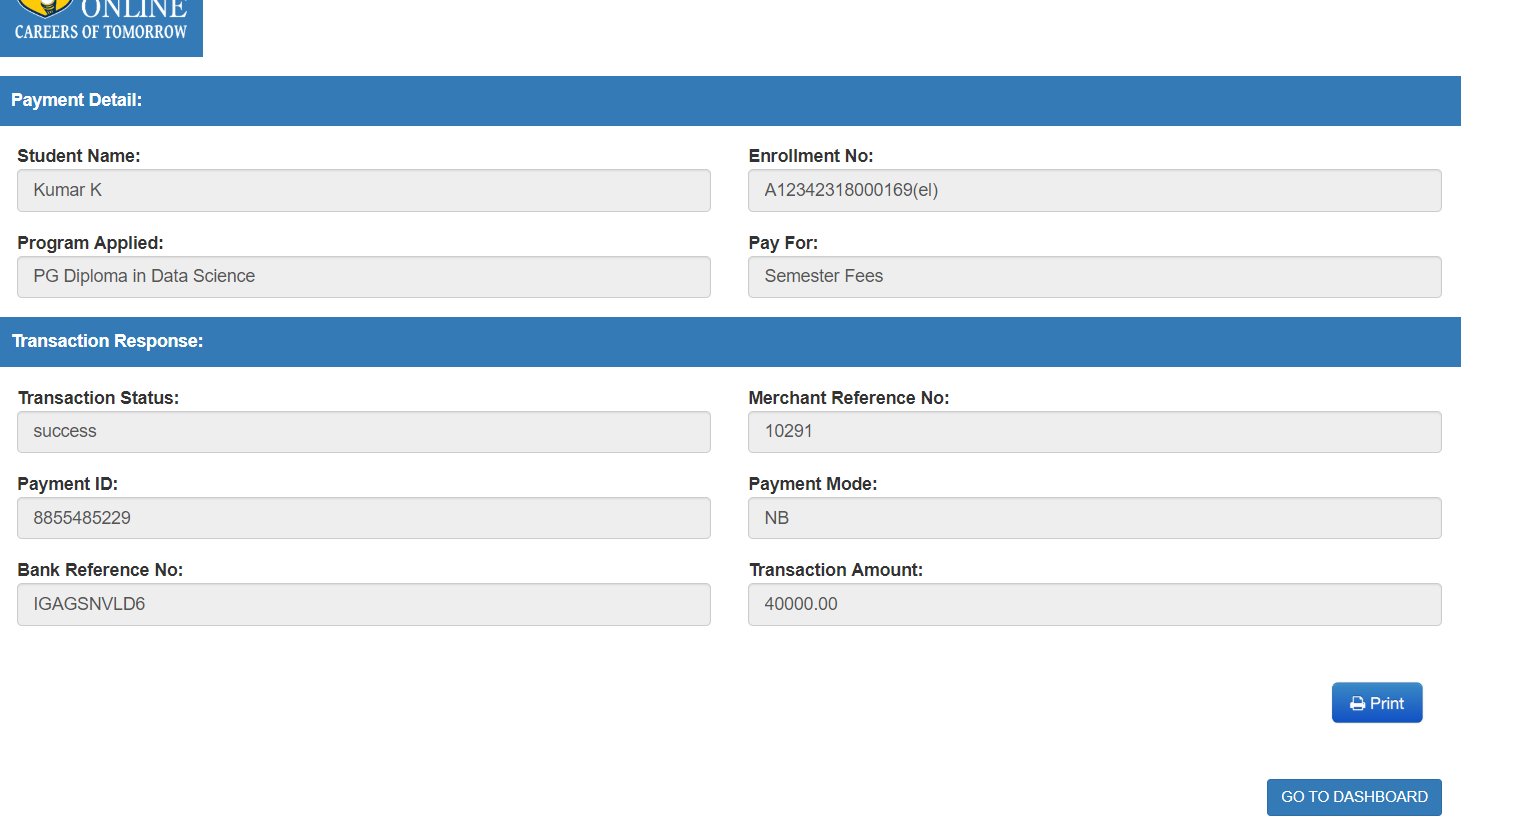 ONLINE
CAREERS OF TOMORROW
Payment Detail:
Student Name:
Enrollment No:
Kumar K
A12342318000169(el)
Program Applied:
Pay For:
PG Diploma in Data Science
Semester Fees
Transaction Response:
Transaction Status:
Merchant Reference No:
success
10291
Payment ID:
Payment Mode:
8855485229
NB
Bank Reference No:
Transaction Amount:
IGAGSNVLD6
40000.00
Print
GO TO DASHBOARD